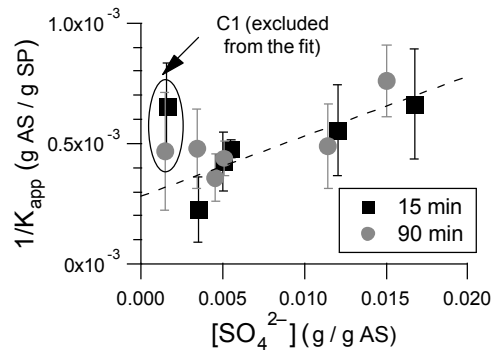 C1 (excluded
from the fit)
1/K_app (g AS / g SP)
1.0x10⁻³
0.5x10⁻³
0x10⁻³
15 min
90 min
0.000 0.005 0.010 0.015 0.020
[SO₄²⁻] (g / g AS)